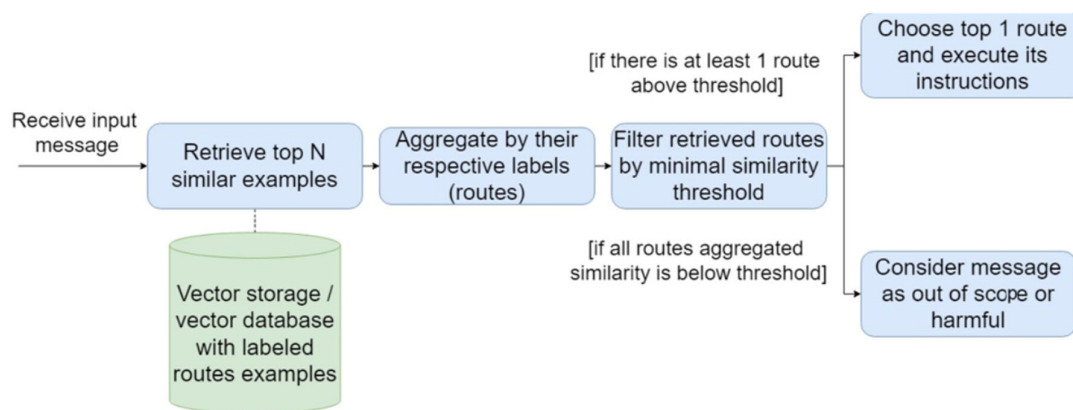 Receive input
message
Retrieve top N
similar examples
Vector storage /
vector database
with labeled
routes examples
Aggregate by their
respective labels
(routes)
[if there is at least 1 route
above threshold]
Filter retrieved routes
by minimal similarity
threshold
[if all routes aggregated
similarity is below threshold]
Choose top 1 route
and execute its
instructions
Consider message
as out of scope or
harmful